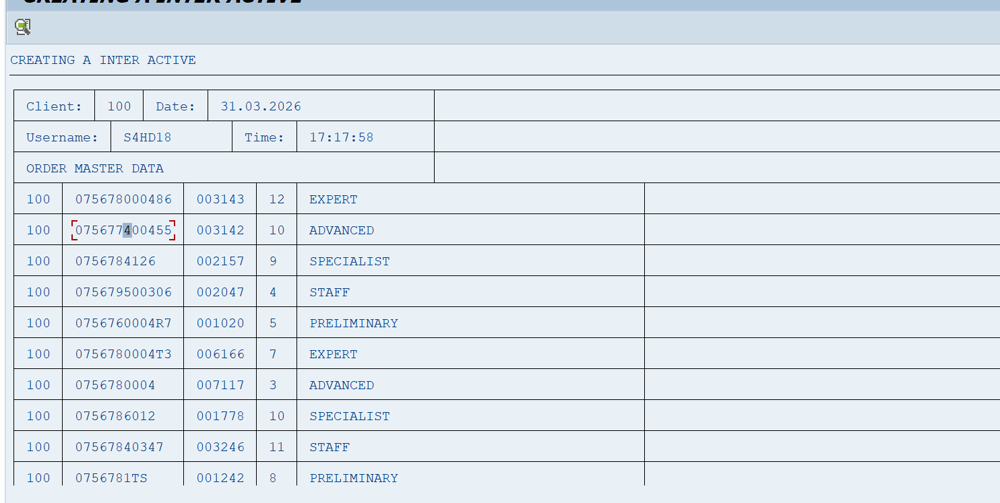 CREATING A INTER ACTIVE
CREATING A INTER ACTIVE
Client: 100 Date: 31.03.2026
Username: S4HD18 Time: 17:17:58
ORDER MASTER DATA
100 075678000486 003143 12 EXPERT
100 075677400455 003142 10 ADVANCED
100 0756784126 002157 9 SPECIALIST
100 075679500306 002047 4 STAFF
100 0756760004R7 001020 5 PRELIMINARY
100 0756780004T3 006166 7 EXPERT
100 0756780004 007117 3 ADVANCED
100 0756786012 001778 10 SPECIALIST
100 07567840347 003246 11 STAFF
100 0756781TS 001242 8 PRELIMINARY